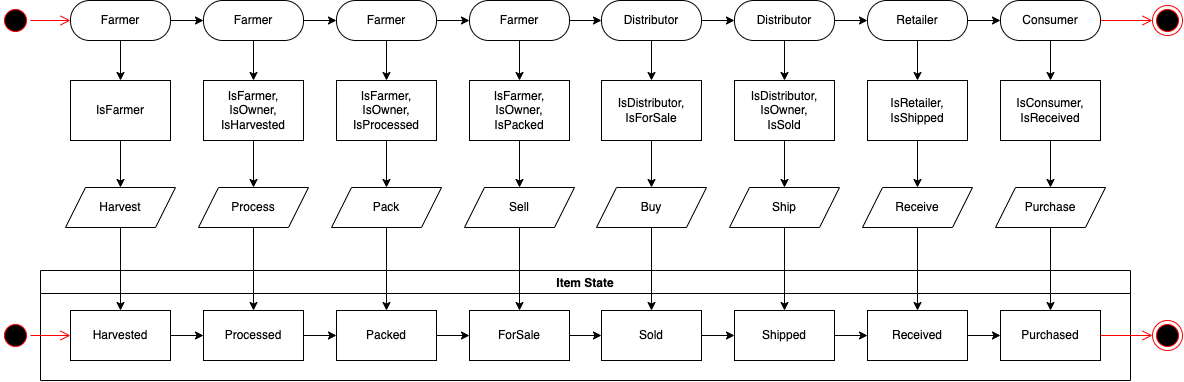 Farmer
Farmer
Farmer
Farmer
Distributor
Distributor
Retailer
Consumer
IsFarmer
IsFarmer,
IsOwner,
IsHarvested
IsFarmer,
IsOwner,
IsProcessed
IsFarmer,
IsOwner,
IsPacked
IsDistributor,
IsForSale
IsDistributor,
IsOwner,
IsSold
IsRetailer,
IsShipped
IsConsumer,
IsReceived
Harvest
Process
Pack
Sell
Buy
Ship
Receive
Purchase
Item State
Harvested
Processed
Packed
ForSale
Sold
Shipped
Received
Purchased